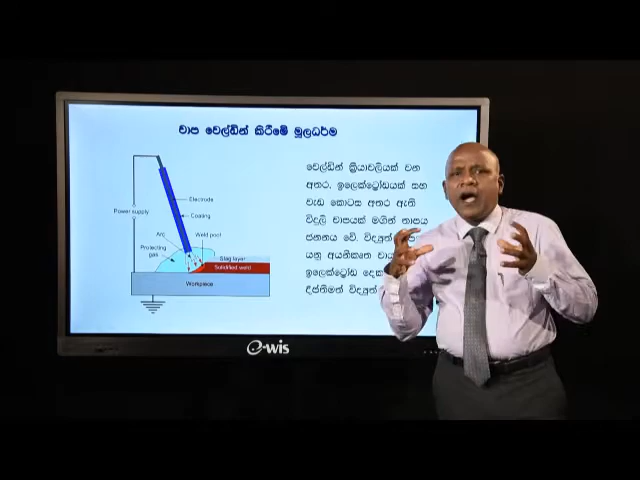 චාප වෙල්ඩින් කිරීමේ මූලධර්ම
වෙල්ඩින් ක්‍රියාවලියක් වන
අතර, ඉලෙක්ට්‍රෝඩයක් සහ
වැඩ කොටස අතර ඇති
විදුලි චාපයක් මගින් තාපය
ජනනය වේ. විද්‍යුත්
යනු අයනීකෘත
ඉලෙක්ට්‍රෝඩ දෙක
දීප්තිමත් විද්‍යුත්
Electrode
Power supply
Coating
Arc
Weld pool
Protecting
gas
Slag layer
Solidified weld
Workpiece
e-wis